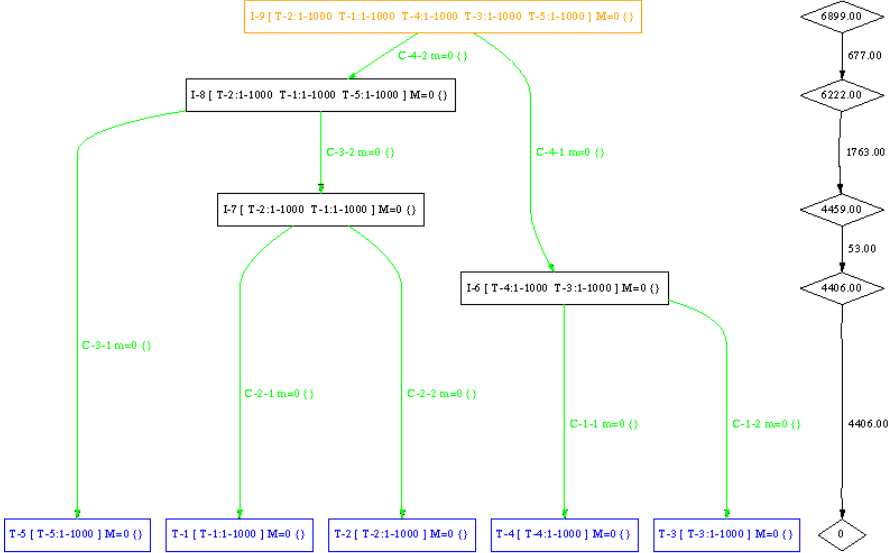 I-9 [ T-2:1-1000 T-1:1-1000 T-4:1-1000 T-3:1-1000 T-5:1-1000 ] M=0 {}
6899.00
C-4-2 m=0 {}
677.00
I-8 [ T-2:1-1000 T-1:1-1000 T-5:1-1000 ] M=0 {}
6222.00
C-3-2 m=0 {}
C-4-1 m=0 {}
1763.00
I-7 [ T-2:1-1000 T-1:1-1000 ] M=0 {}
4459.00
53.00
I-6 [ T-4:1-1000 T-3:1-1000 ] M=0 {}
4406.00
C-3-1 m=0 {}
C-2-1 m=0 {}
C-2-2 m=0 {}
C-1-1 m=0 {}
C-1-2 m=0 {}
4406.00
T-5 [ T-5:1-1000 ] M=0 {}
T-1 [ T-1:1-1000 ] M=0 {}
T-2 [ T-2:1-1000 ] M=0 {}
T-4 [ T-4:1-1000 ] M=0 {}
T-3 [ T-3:1-1000 ] M=0 {}
0